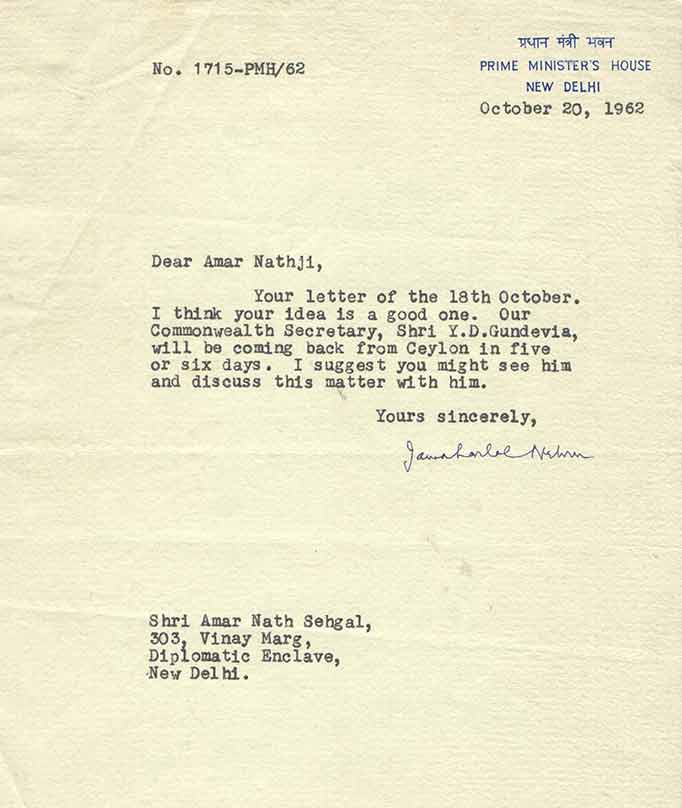 No. 1715-PMH/62
प्रधान मंत्री भवन
PRIME MINISTER'S HOUSE
NEW DELHI
October 20, 1962
Dear Amar Nathji,
Your letter of the 18th October.
I think your idea is a good one. Our
Commonwealth Secretary, Shri Y.D.Gundevia,
will be coming back from Ceylon in five
or six days. I suggest you might see him
and discuss this matter with him.
Yours sincerely,
Jawaharlal Nehru
Shri Amar Nath Sehgal,
303, Vinay Marg,
Diplomatic Enclave,
New Delhi.